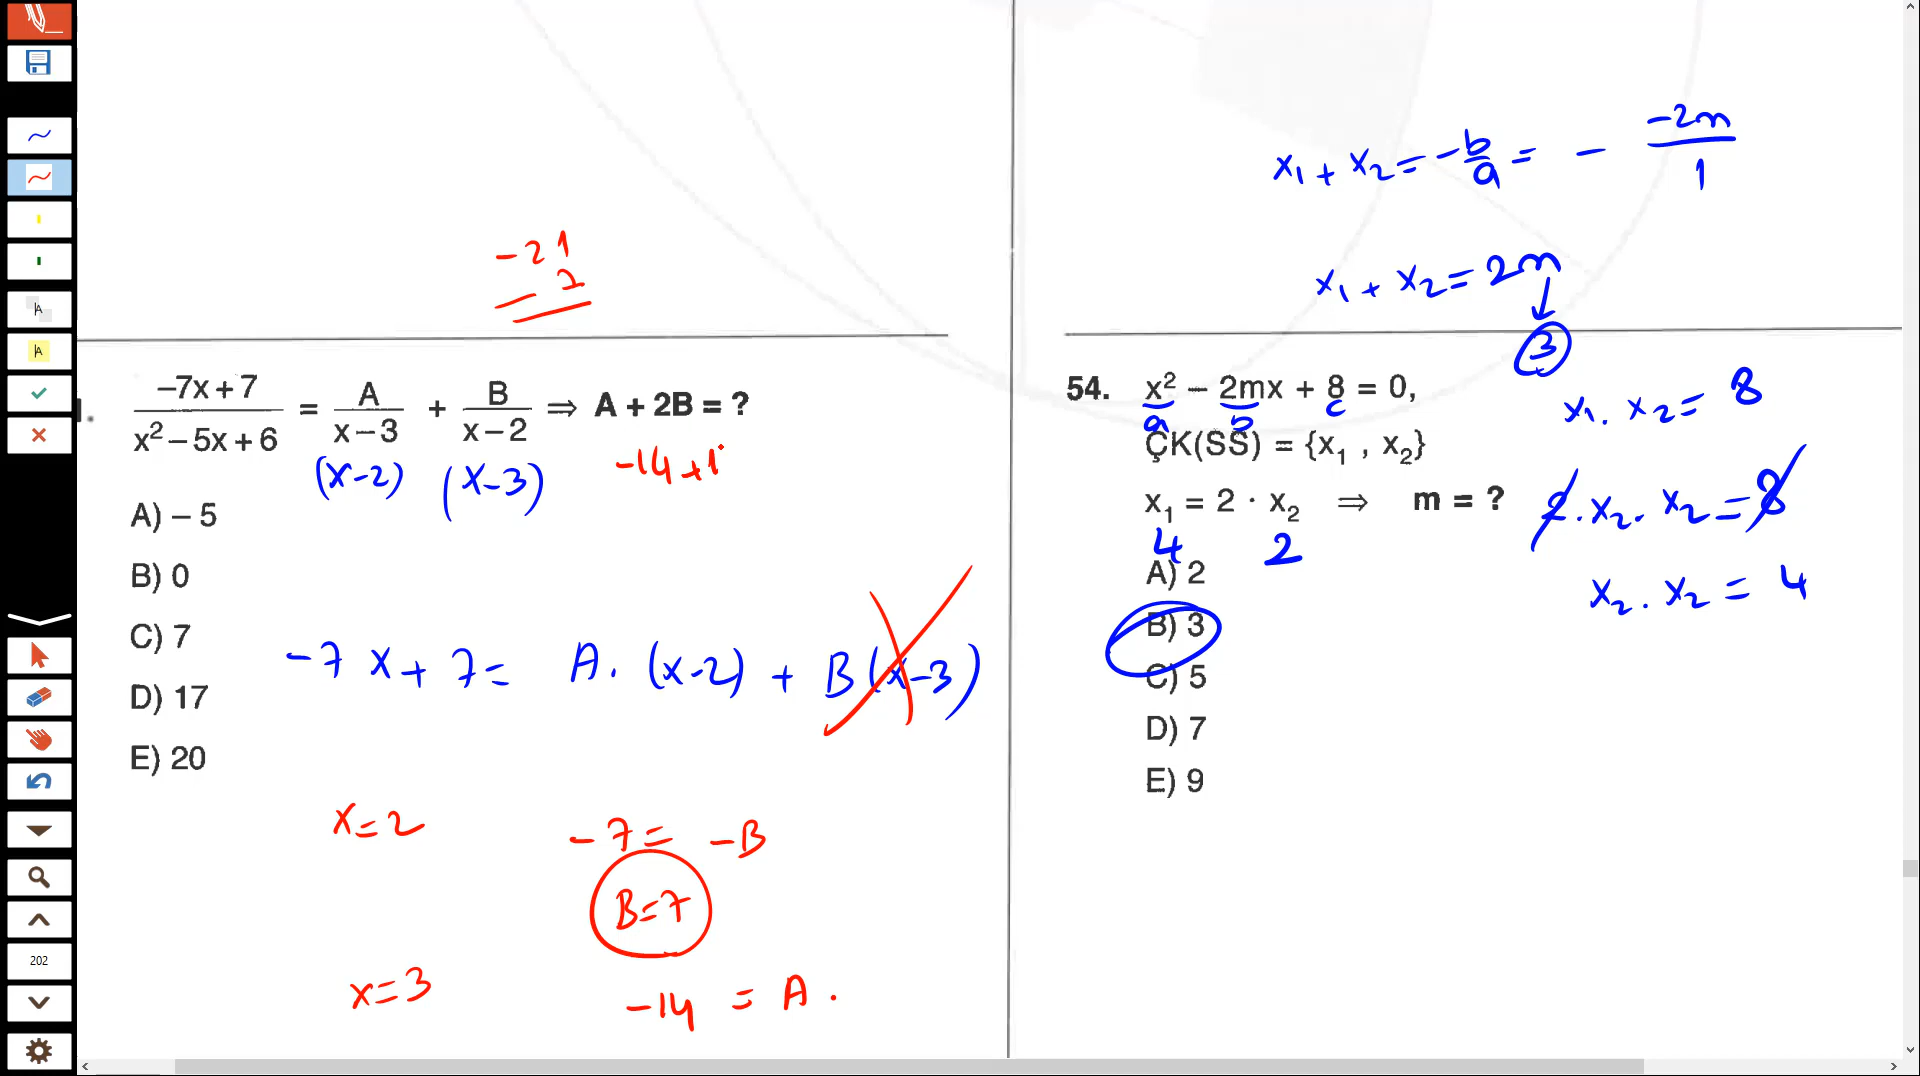 -21
2
-7x + 7 / x² - 5x + 6 = A / x - 3 + B / x - 2 ⇒ A + 2B = ?
(x-2) (x-3)
-14 + 1
A) - 5
B) 0
C) 7
D) 17
E) 20
-7x + 7 = A. (x-2) + B(x-3)
x=2
-7 = -B
B=7
x=3
-14 = A.
x₁ + x₂ = -b/a = - -2m/1
x₁ + x₂ = 2m
3
54. x² - 2mx + 8 = 0,
a b c
ÇK(SS) = {x₁ , x₂}
x₁ = 2 · x₂ ⇒ m = ?
4 2
A) 2
B) 3
C) 5
D) 7
E) 9
x₁. x₂ = 8
2.x₂. x₂ = 8
x₂. x₂ = 4
A
A
202